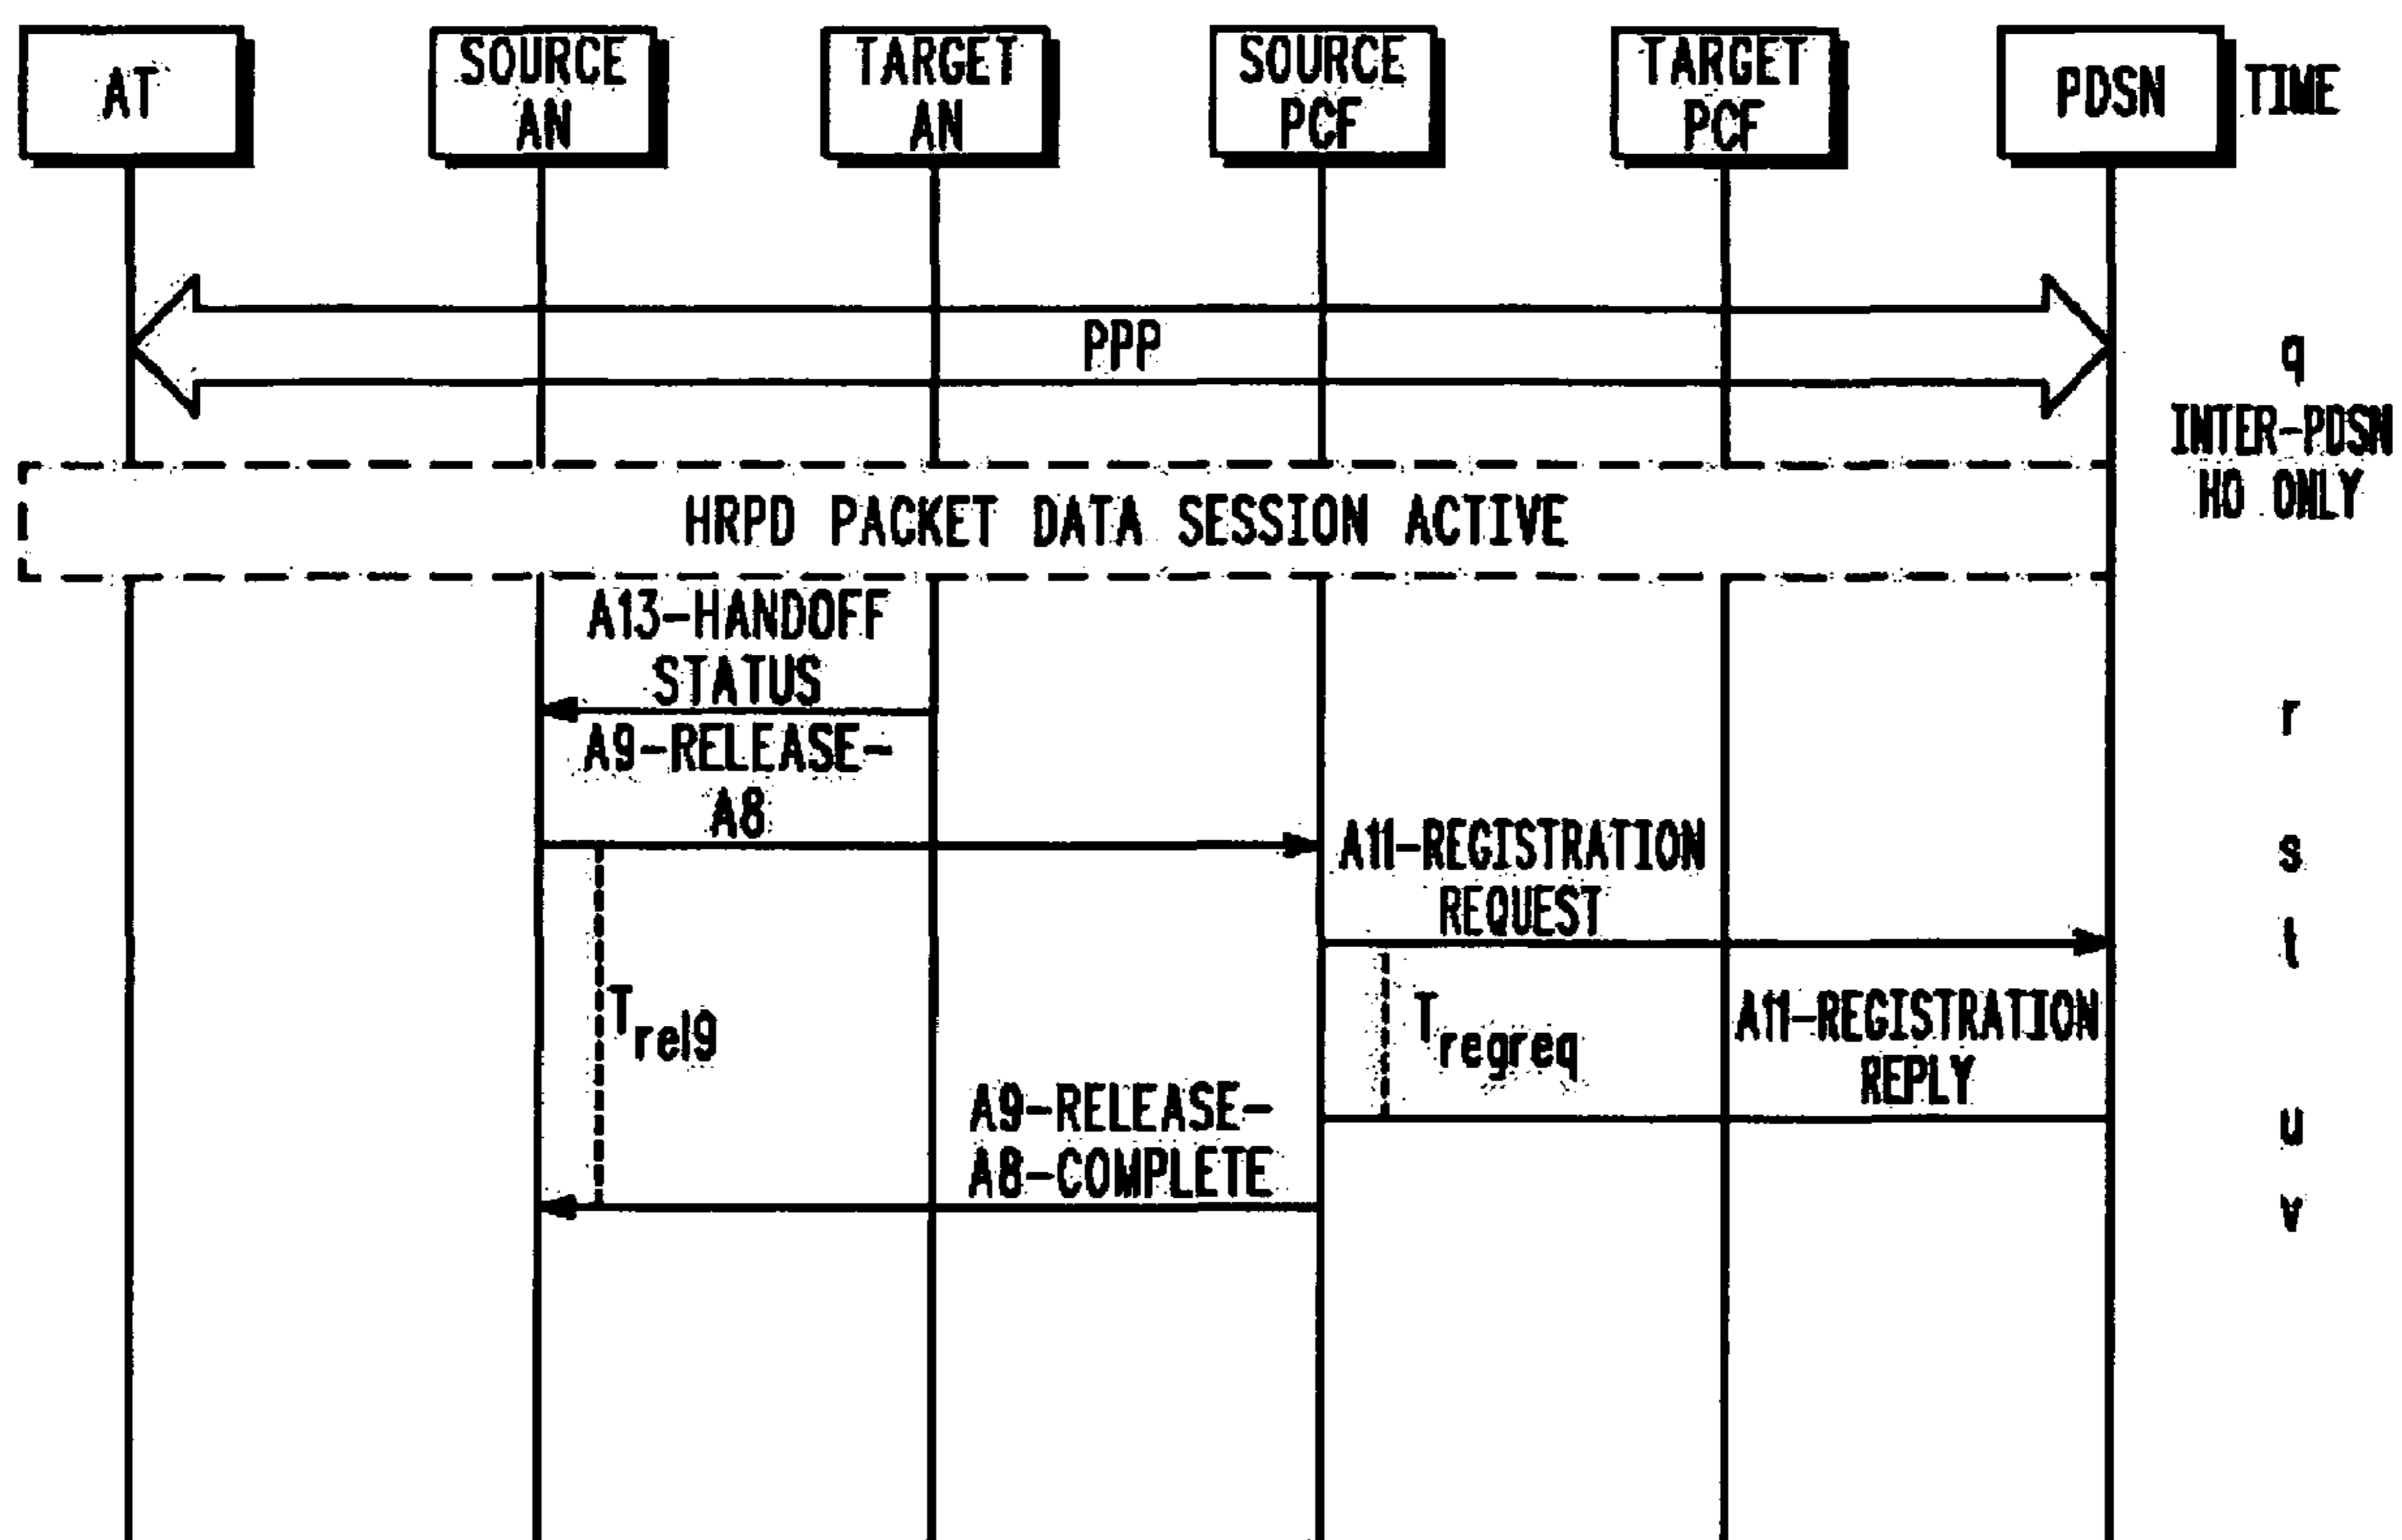 AT
SOURCE
AN
TARGET
AN
SOURCE
PCF
TARGET
PCF
PDSN
TIME
PPP
q
INTER-PDSN
HO ONLY
HRPD PACKET DATA SESSION ACTIVE
A13-HANDOFF
STATUS
r
A9-RELEASE-
A8
s
A11-REGISTRATION
REQUEST
t
Trel9
Tregreq
A11-REGISTRATION
REPLY
u
A9-RELEASE-
A8-COMPLETE
v